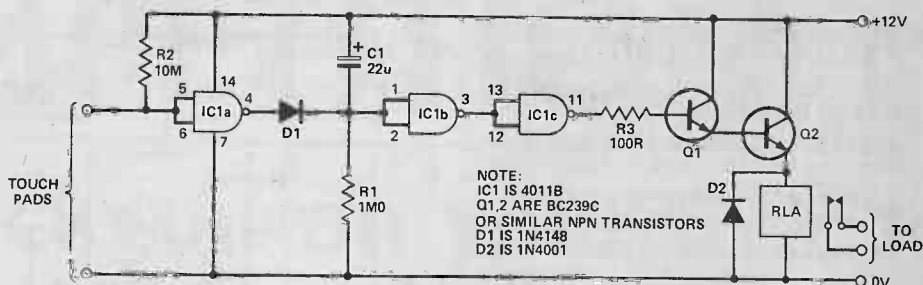 +12V
R2
10M
C1
22u
+
14
5
6
IC1a
4
7
D1
1
2
IC1b
3
13
12
IC1c
11
R3
100R
Q1
Q2
TOUCH
PADS
R1
1M0
NOTE:
IC1 IS 4011B
Q1,2 ARE BC239C
OR SIMILAR NPN TRANSISTORS
D1 IS 1N4148
D2 IS 1N4001
D2
RLA
TO
LOAD
0V